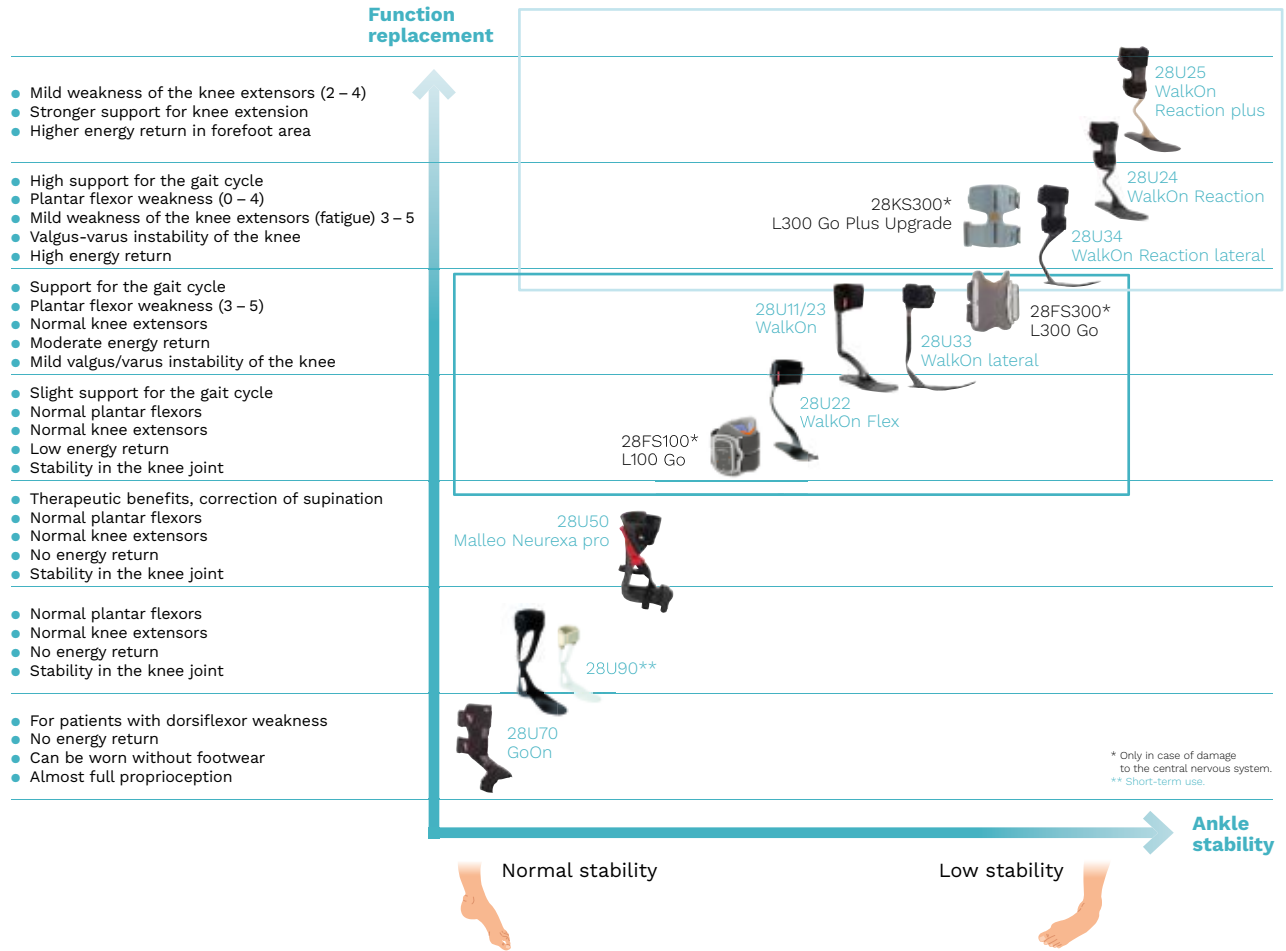 Function
replacement
Mild weakness of the knee extensors (2 – 4)
Stronger support for knee extension
Higher energy return in forefoot area
28U25
WalkOn
Reaction plus
High support for the gait cycle
Plantar flexor weakness (0 – 4)
Mild weakness of the knee extensors (fatigue) 3 – 5
Valgus-varus instability of the knee
High energy return
28KS300*
L300 Go Plus Upgrade
28U24
WalkOn Reaction
28U34
WalkOn Reaction lateral
Support for the gait cycle
Plantar flexor weakness (3 – 5)
Normal knee extensors
Moderate energy return
Mild valgus/varus instability of the knee
28U11/23
WalkOn
28U33
WalkOn lateral
28FS300*
L300 Go
Slight support for the gait cycle
Normal plantar flexors
Normal knee extensors
Low energy return
Stability in the knee joint
28FS100*
L100 Go
28U22
WalkOn Flex
Therapeutic benefits, correction of supination
Normal plantar flexors
Normal knee extensors
No energy return
Stability in the knee joint
28U50
Malleo Neurexa pro
Normal plantar flexors
Normal knee extensors
No energy return
Stability in the knee joint
28U90**
For patients with dorsiflexor weakness
No energy return
Can be worn without footwear
Almost full proprioception
28U70
GoOn
* Only in case of damage
to the central nervous system.
** Short-term use.
Ankle
stability
Normal stability
Low stability